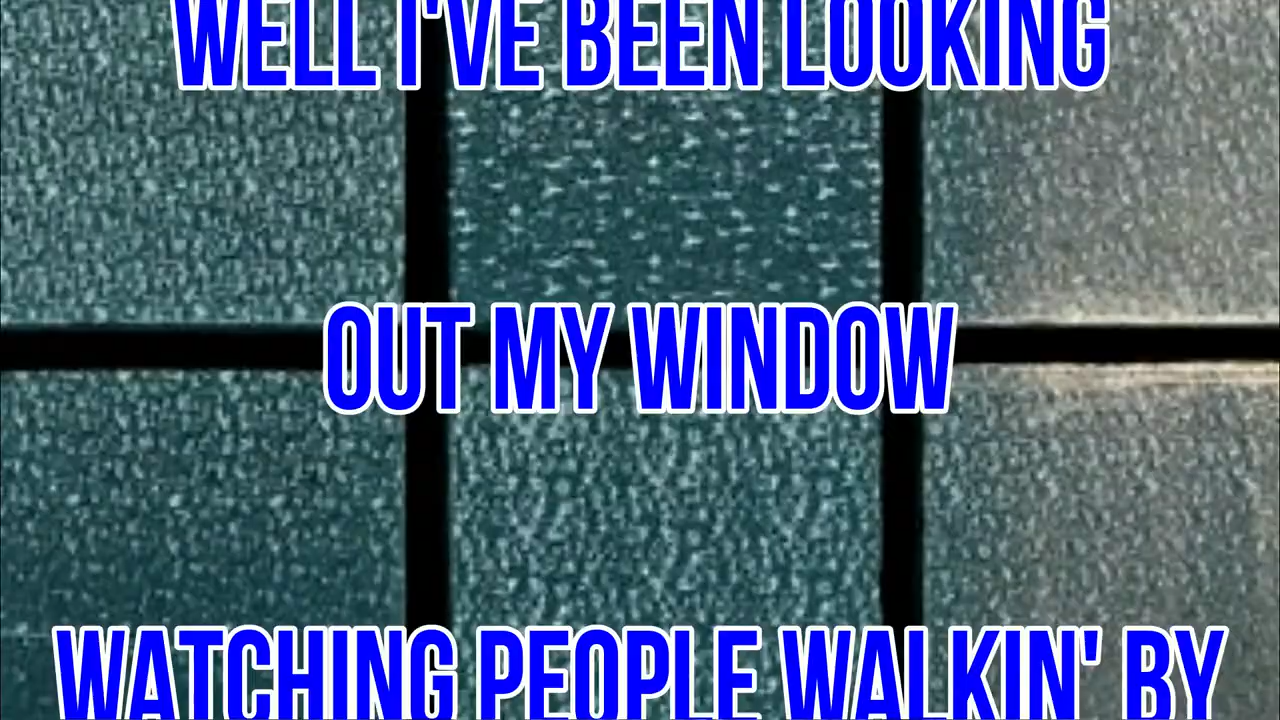 WELL I'VE BEEN LOOKING
OUT MY WINDOW
WATCHING PEOPLE WALKIN' BY